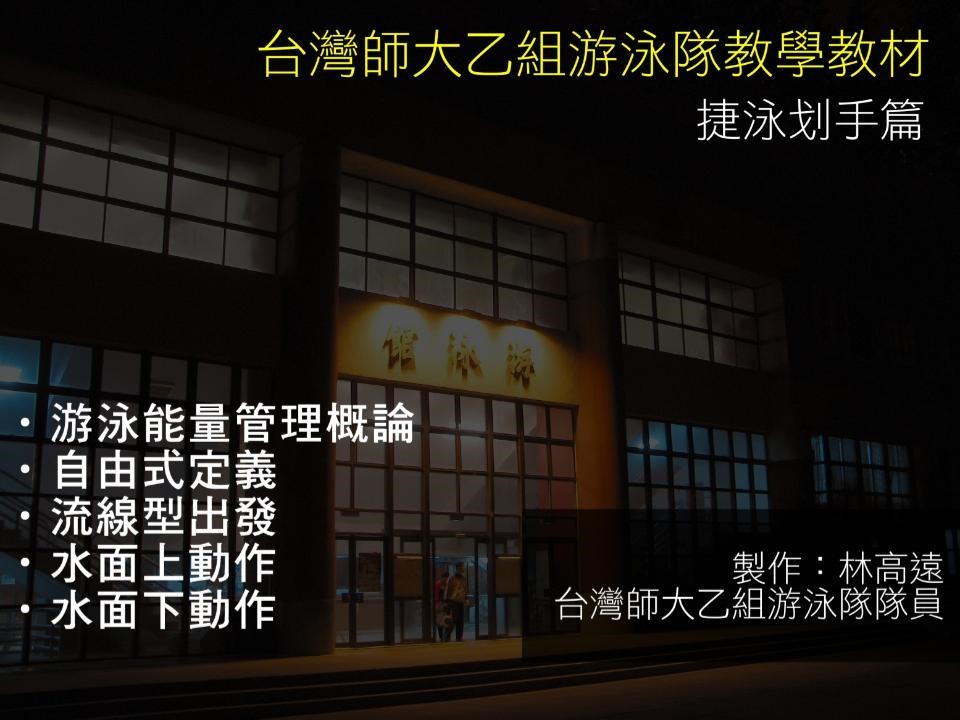 台灣師大乙組游泳隊教學教材
捷泳划手篇
游泳館
・游泳能量管理概論
・自由式定義
・流線型出發
・水面上動作
・水面下動作
製作：林高遠
台灣師大乙組游泳隊隊員